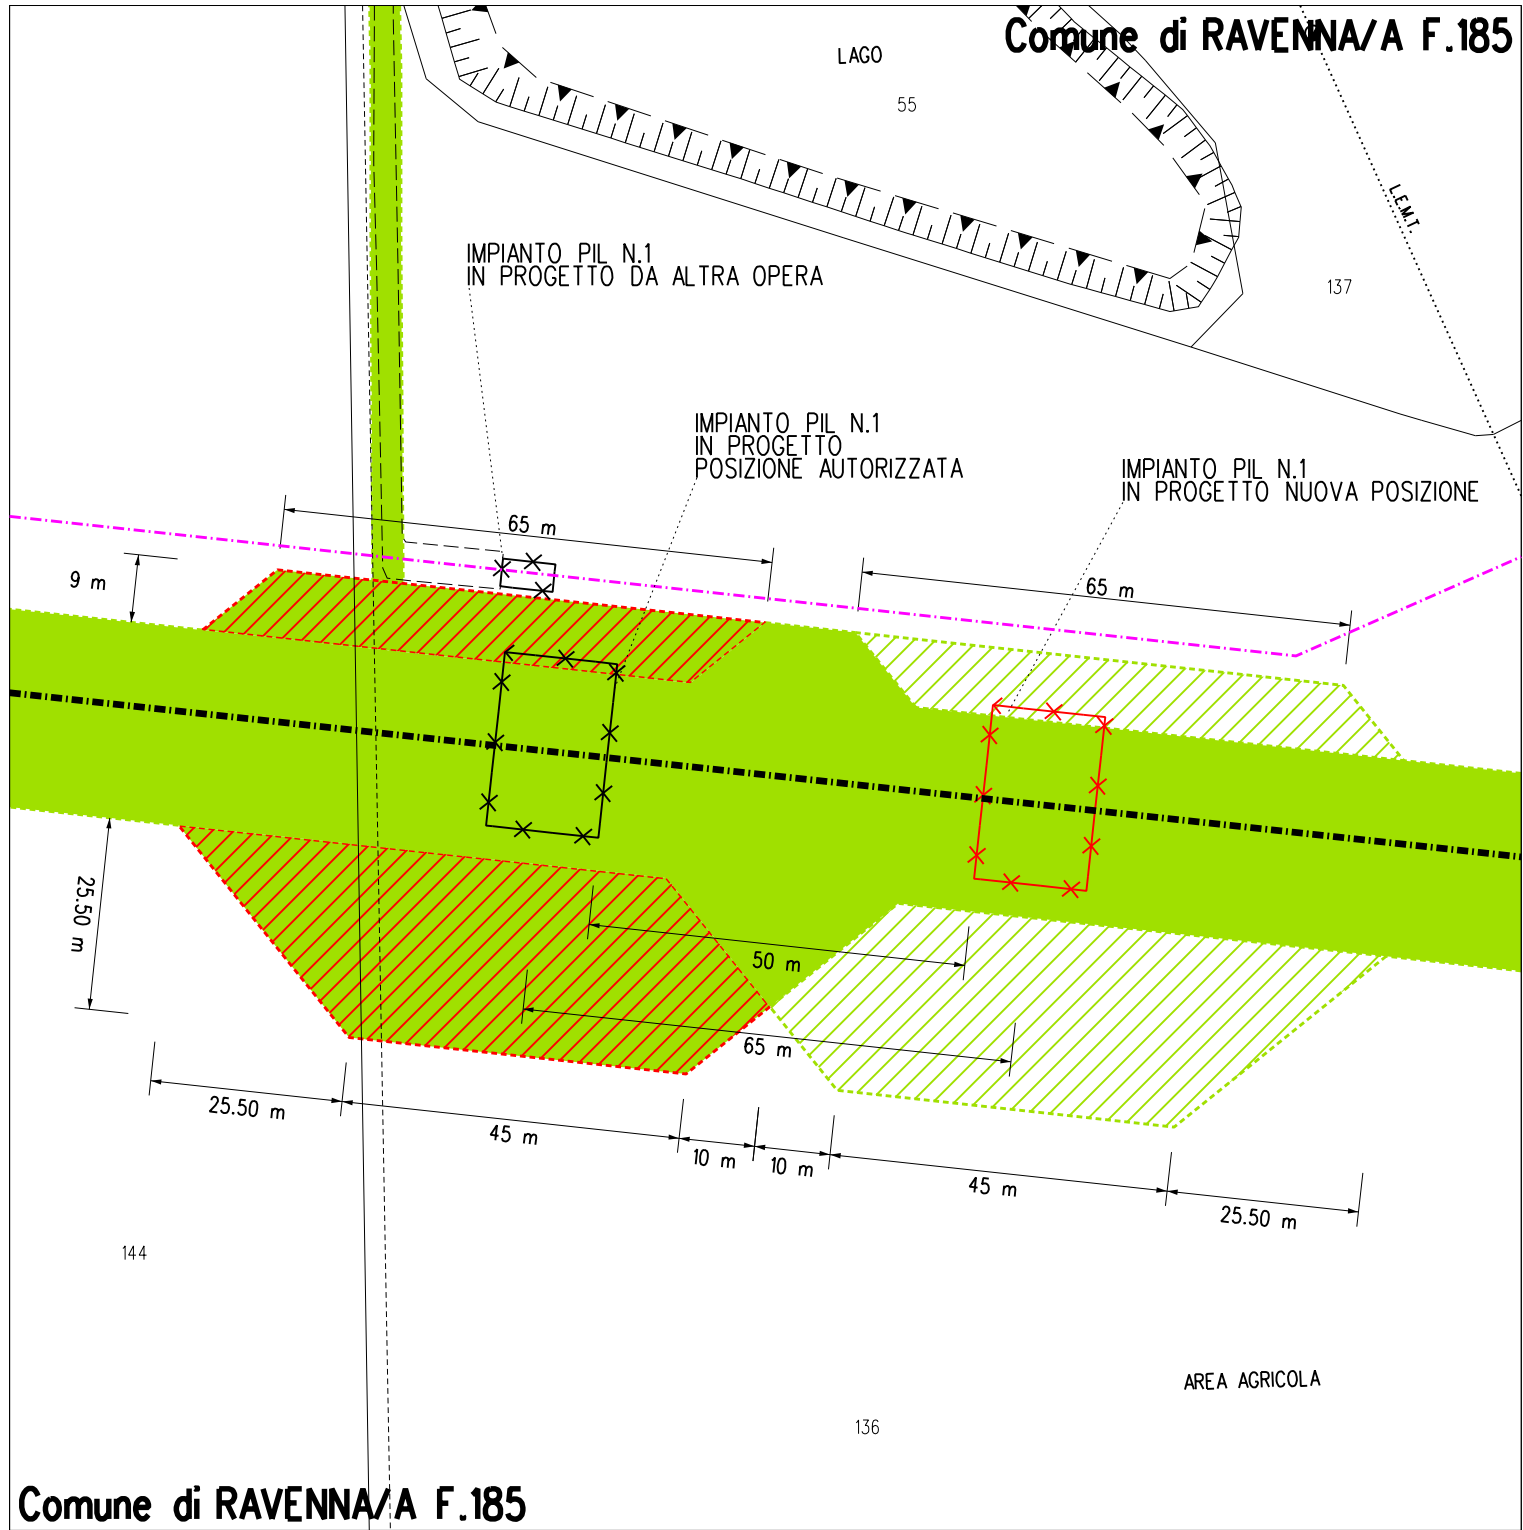 Comune di RAVENNA/A F.185
LAGO
55
L.E.M.T.
137
IMPIANTO PIL N.1
IN PROGETTO DA ALTRA OPERA
IMPIANTO PIL N.1
IN PROGETTO
POSIZIONE AUTORIZZATA
IMPIANTO PIL N.1
IN PROGETTO NUOVA POSIZIONE
65 m
9 m
65 m
25.50 m
50 m
65 m
25.50 m
45 m
10 m
10 m
45 m
25.50 m
144
AREA AGRICOLA
136
Comune di RAVENNA/A F.185